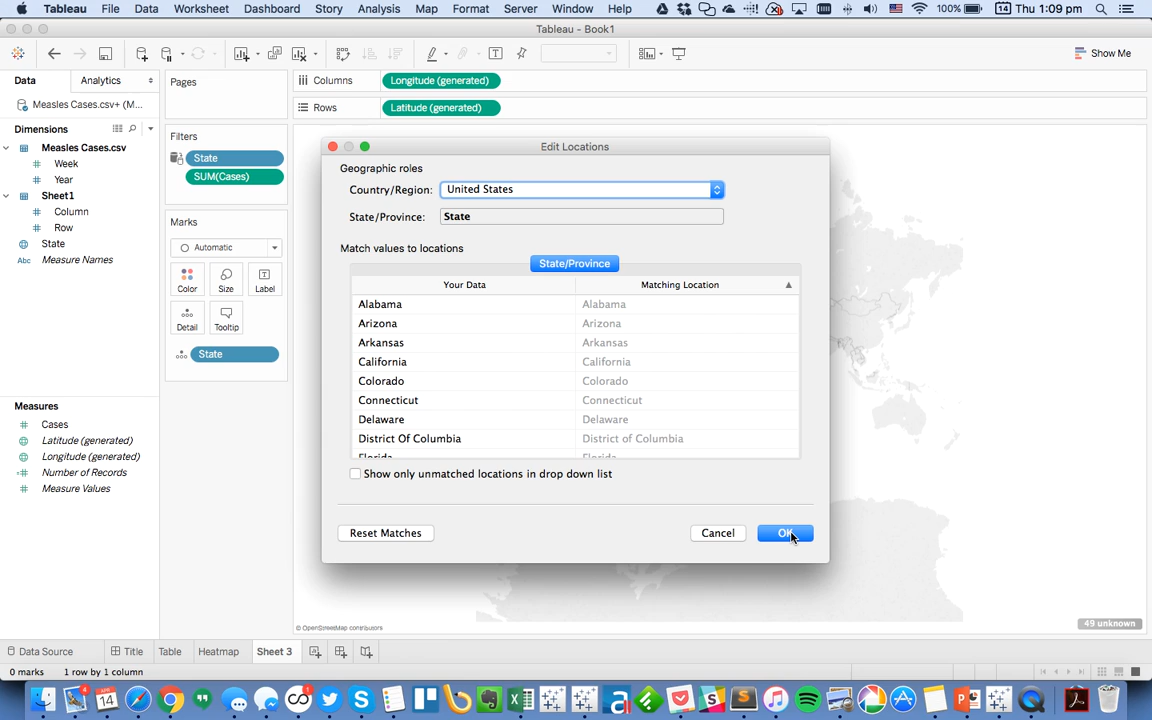 Tableau File Data Worksheet Dashboard Story Analysis Map Format Server Window Help 100% 14 Thu 1:09 pm
Tableau - Book1
Show Me
Data Analytics Pages Columns Longitude (generated)
Measles Cases.csv+ (M...
Rows Latitude (generated)
Dimensions
Filters
Measles Cases.csv
State
Week
SUM(Cases)
Year
Sheet1
Column
Row
State
Abc Measure Names
Marks
Automatic
Color Size Label
Detail Tooltip
State
Edit Locations
Geographic roles
Country/Region: United States
State/Province: State
Match values to locations
State/Province
Your Data Matching Location
Alabama Alabama
Arizona Arizona
Arkansas Arkansas
California California
Colorado Colorado
Connecticut Connecticut
Delaware Delaware
District Of Columbia District of Columbia
Florida Florida
Show only unmatched locations in drop down list
Reset Matches Cancel OK
Measures
Cases
Latitude (generated)
Longitude (generated)
Number of Records
Measure Values
© OpenStreetMap contributors
49 unknown
Data Source Title Table Heatmap Sheet 3
0 marks 1 row by 1 column